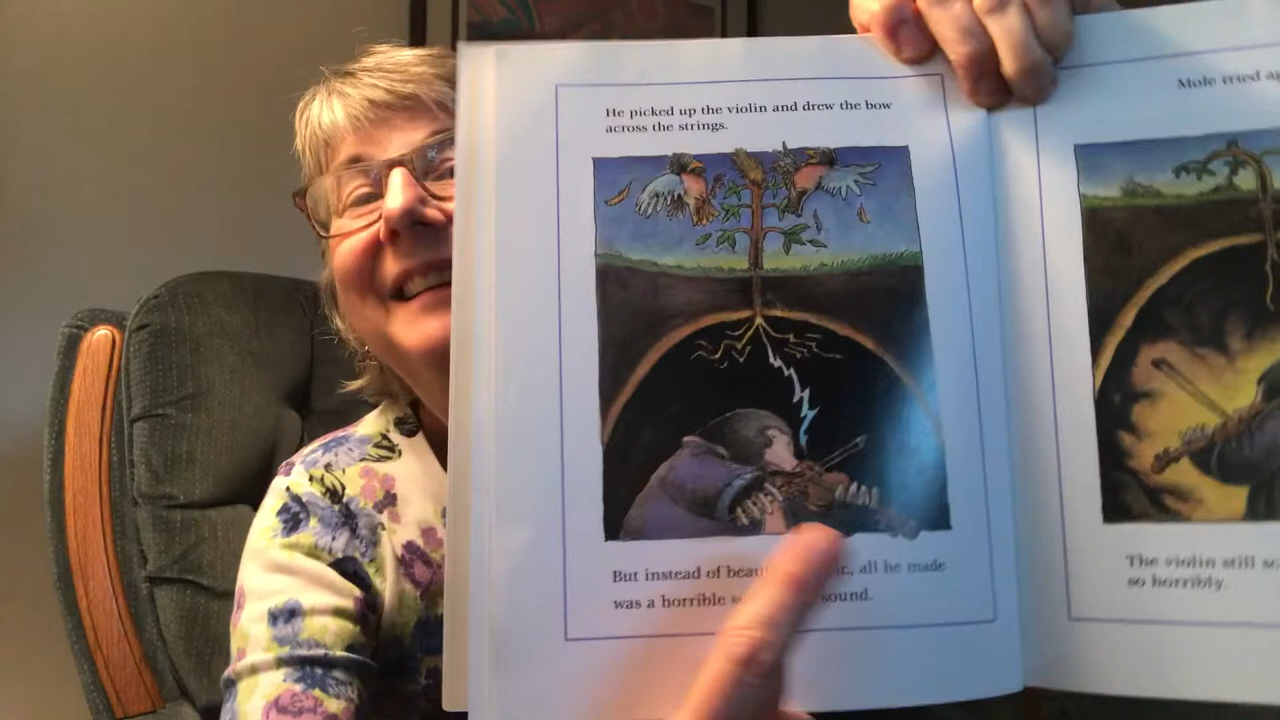 He picked up the violin and drew the bow
across the strings.
But instead of all he made
was a horrible sound.
Mole tried
The violin still
so horribly.